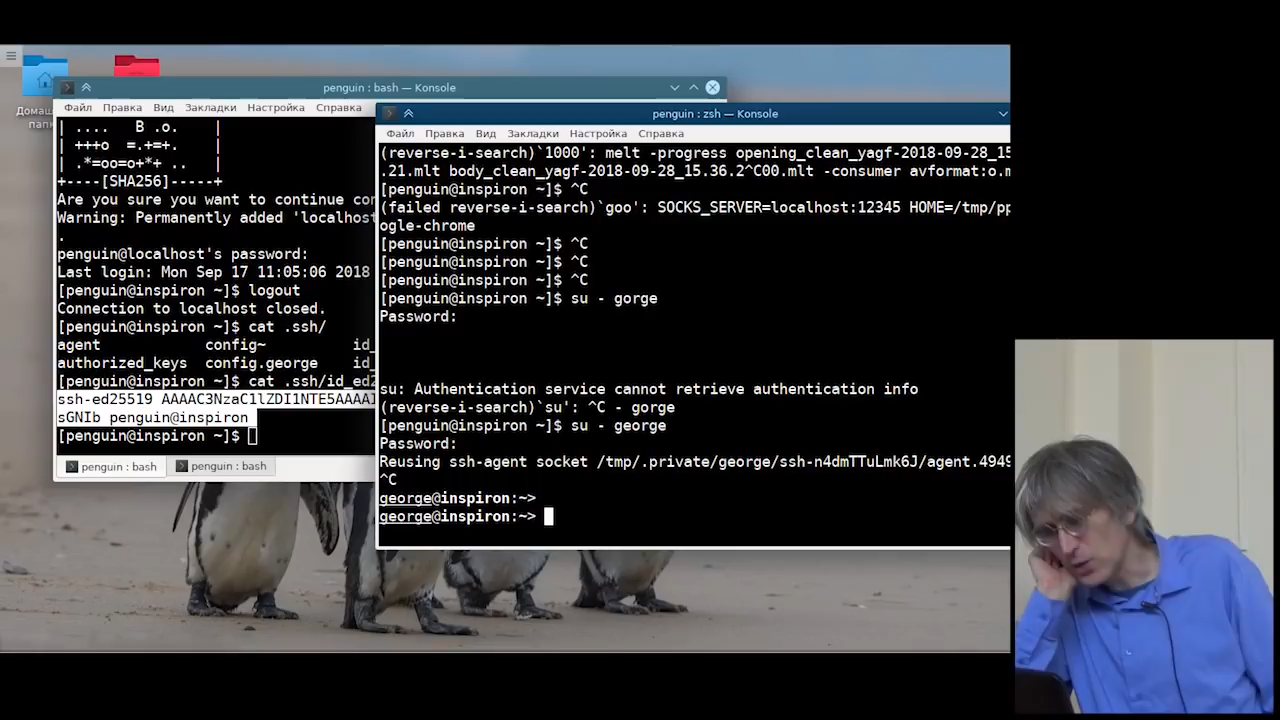 Домаш
папк
penguin : bash — Konsole
Файл Правка Вид Закладки Настройка Справка
| .... B .o. |
| +++o =.+=+. |
| .*=oo=o+*+ .. |
+----[SHA256]-----+
Are you sure you want to continue con
Warning: Permanently added 'localhost
.
penguin@localhost's password:
Last login: Mon Sep 17 11:05:06 2018
[penguin@inspiron ~]$ logout
Connection to localhost closed.
[penguin@inspiron ~]$ cat .ssh/
agent config~ id_
authorized_keys config.george id_
[penguin@inspiron ~]$ cat .ssh/id_ed2
ssh-ed25519 AAAAC3NzaC1lZDI1NTE5AAAAI
sGNIb penguin@inspiron
[penguin@inspiron ~]$
penguin : bash penguin : bash
penguin : zsh — Konsole
Файл Правка Вид Закладки Настройка Справка
(reverse-i-search)`1000': melt -progress opening_clean_yagf-2018-09-28_15
.21.mlt body_clean_yagf-2018-09-28_15.36.2^C00.mlt -consumer avformat:o.m
[penguin@inspiron ~]$ ^C
(failed reverse-i-search)`goo': SOCKS_SERVER=localhost:12345 HOME=/tmp/pp
ogle-chrome
[penguin@inspiron ~]$ ^C
[penguin@inspiron ~]$ ^C
[penguin@inspiron ~]$ ^C
[penguin@inspiron ~]$ su - gorge
Password:
su: Authentication service cannot retrieve authentication info
(reverse-i-search)`su': ^C - gorge
[penguin@inspiron ~]$ su - george
Password:
Reusing ssh-agent socket /tmp/.private/george/ssh-n4dmTTuLmk6J/agent.4949
^C
george@inspiron:~>
george@inspiron:~>